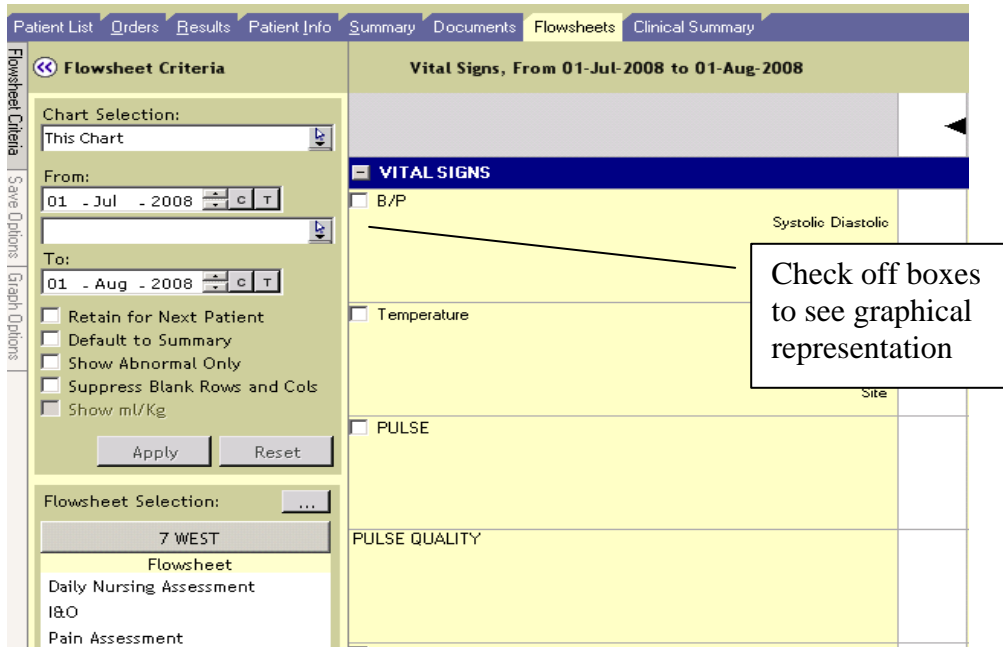 Patient List Orders Results Patient Info Summary Documents Flowsheets Clinical Summary
Flowsheet Criteria
Save Options
Graph Options
Flowsheet Criteria
Vital Signs, From 01-Jul-2008 to 01-Aug-2008
Chart Selection:
This Chart
From:
01 - Jul - 2008 C T
To:
01 - Aug - 2008 C T
Retain for Next Patient
Default to Summary
Show Abnormal Only
Suppress Blank Rows and Cols
Show ml/Kg
Apply Reset
Flowsheet Selection: ...
7 WEST
Flowsheet
Daily Nursing Assessment
I&O
Pain Assessment
VITAL SIGNS
B/P
Systolic Diastolic
Temperature
Site
PULSE
PULSE QUALITY
Check off boxes
to see graphical
representation